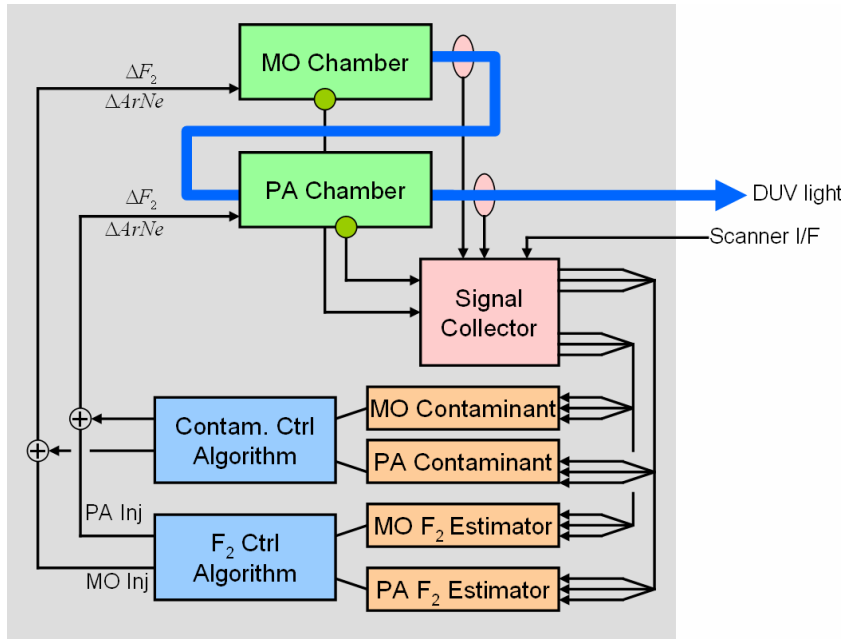 MO Chamber
ΔF₂
ΔArNe
PA Chamber
DUV light
ΔF₂
ΔArNe
Scanner I/F
Signal
Collector
MO Contaminant
Contam. Ctrl
Algorithm
PA Contaminant
PA Inj
MO F₂ Estimator
F₂ Ctrl
Algorithm
MO Inj
PA F₂ Estimator